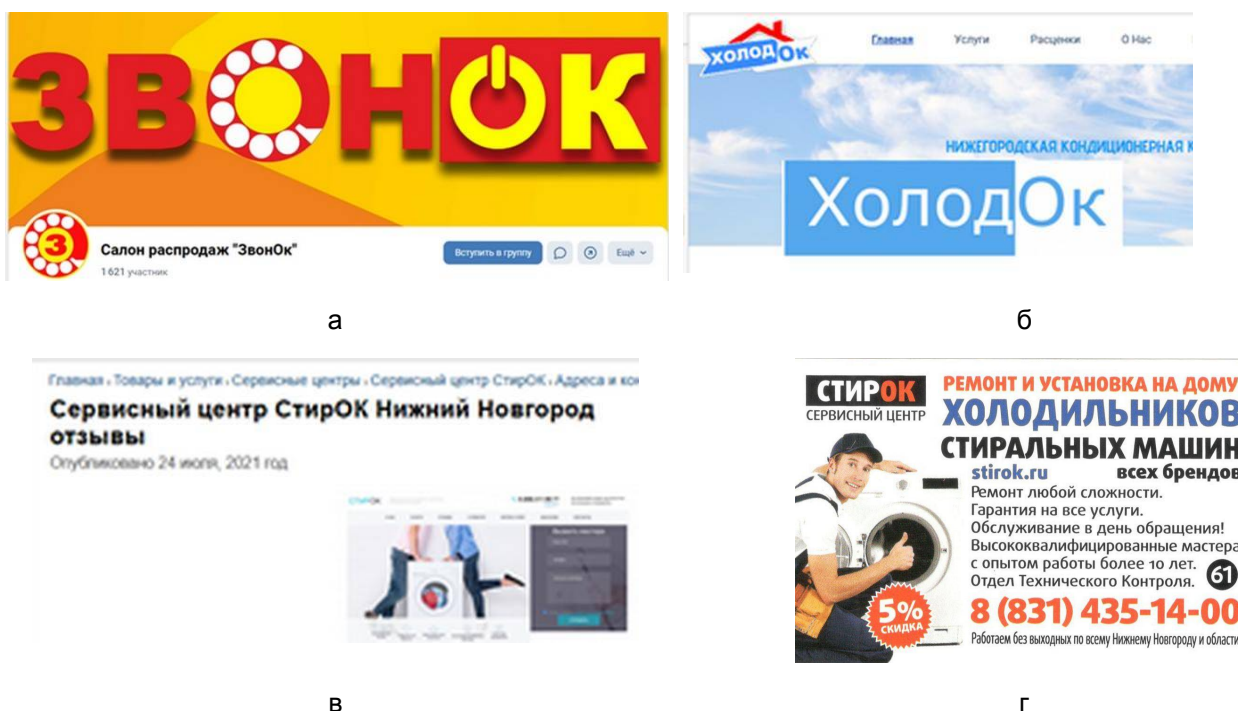 ЗВОНОК
З
Салон распродаж "ЗвонОк"
1 621 участник
Вступить в группу
Ещё
а
ХОЛОДОк
Главная Услуги Расценки О Нас
НИЖЕГОРОДСКАЯ КОНДИЦИОНЕРНАЯ К
ХолодОк
б
Главная Товары и услуги Сервисные центры Сервисный центр СтирОК Адреса и кон
Сервисный центр СтирОК Нижний Новгород
отзывы
Опубликовано 24 июля, 2021 год
СТИРОК
в
СТИРОК
СЕРВИСНЫЙ ЦЕНТР
РЕМОНТ И УСТАНОВКА НА ДОМУ
ХОЛОДИЛЬНИКОВ
СТИРАЛЬНЫХ МАШИН
stirok.ru всех брендов
Ремонт любой сложности.
Гарантия на все услуги.
Обслуживание в день обращения!
Высококвалифицированные мастера
с опытом работы более 10 лет.
Отдел Технического Контроля. 61
5%
СКИДКА
8 (831) 435-14-00
Работаем без выходных по всему Нижнему Новгороду и области
г